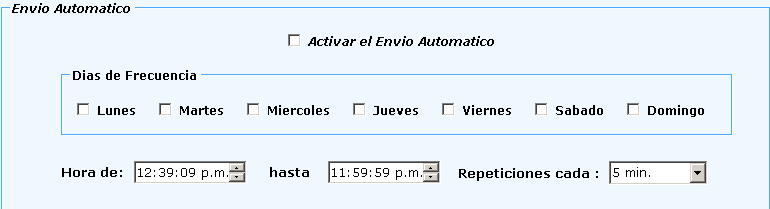 Envio Automatico
Activar el Envio Automatico
Dias de Frecuencia
Lunes Martes Miercoles Jueves Viernes Sabado Domingo
Hora de: 12:39:09 p.m. hasta 11:59:59 p.m. Repeticiones cada : 5 min.